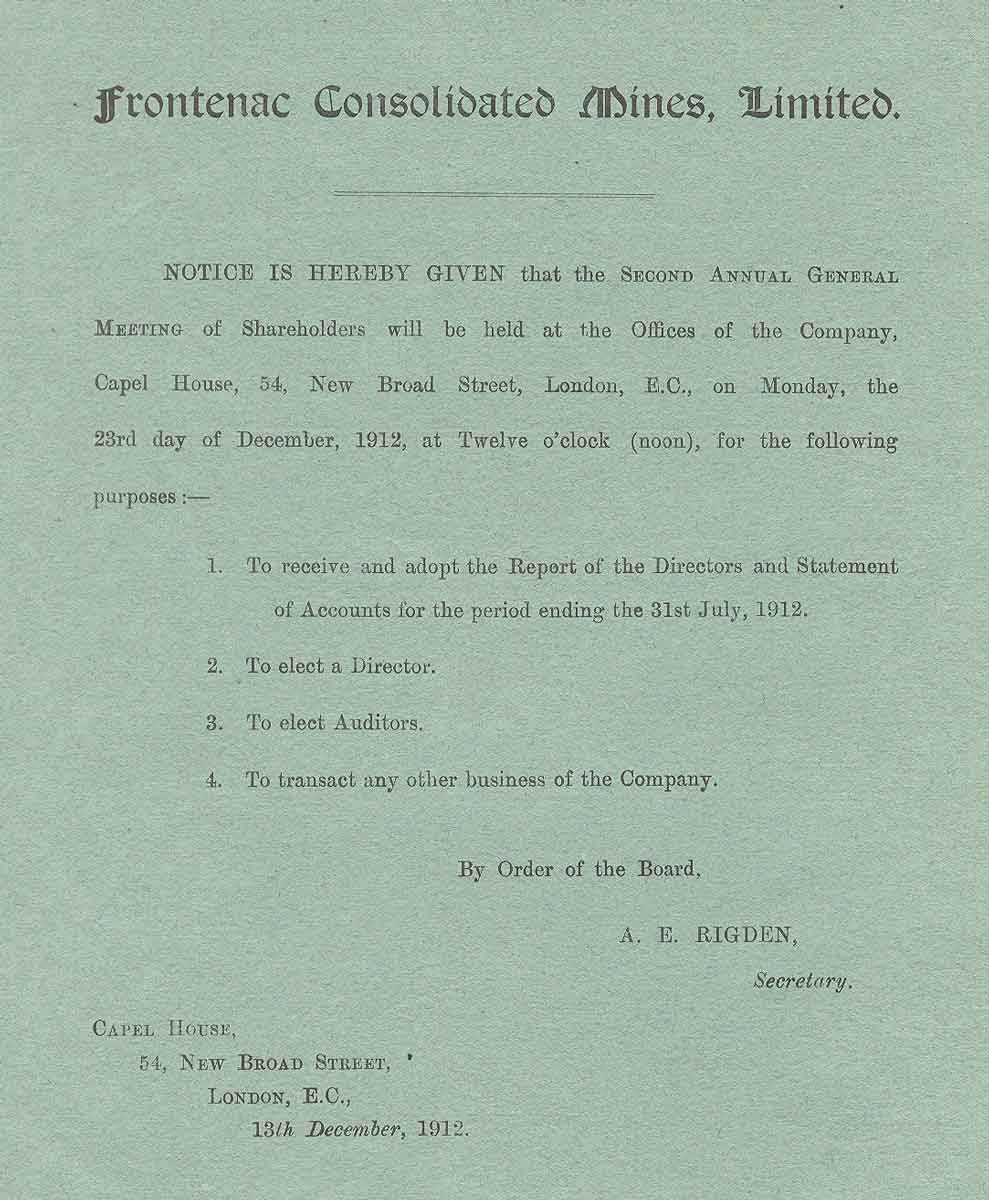 Frontenac Consolidated Mines, Limited.
NOTICE IS HEREBY GIVEN that the SECOND ANNUAL GENERAL
MEETING of Shareholders will be held at the Offices of the Company,
Capel House, 54, New Broad Street, London, E.C., on Monday, the
23rd day of December, 1912, at Twelve o'clock (noon), for the following
purposes :—
1. To receive and adopt the Report of the Directors and Statement
of Accounts for the period ending the 31st July, 1912.
2. To elect a Director.
3. To elect Auditors.
4. To transact any other business of the Company.
By Order of the Board,
A. E. RIGDEN,
Secretary.
CAPEL HOUSE,
54, NEW BROAD STREET,
LONDON, E.C.,
13th December, 1912.